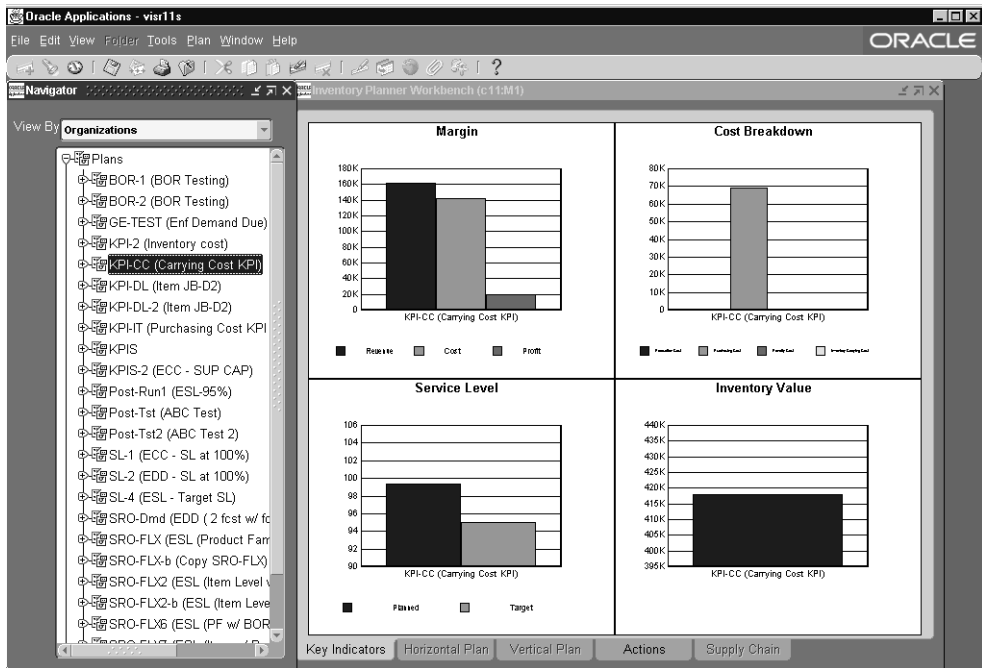 Oracle Applications - visr11s
File Edit View Folder Tools Plan Window Help
ORACLE
?
Navigator
View By Organizations
Plans
BOR-1 (BOR Testing)
BOR-2 (BOR Testing)
GE-TEST (Enf Demand Due)
KPI-2 (Inventory cost)
KPI-CC (Carrying Cost KPI)
KPI-DL (Item JB-D2)
KPI-DL-2 (Item JB-D2)
KPI-IT (Purchasing Cost KPI
KPIS
KPIS-2 (ECC - SUP CAP)
Post-Run1 (ESL-95%)
Post-Tst (ABC Test)
Post-Tst2 (ABC Test 2)
SL-1 (ECC - SL at 100%)
SL-2 (EDD - SL at 100%)
SL-4 (ESL - Target SL)
SRO-Dmd (EDD ( 2 fcst w/ fc
SRO-FLX (ESL (Product Fam
SRO-FLX-b (Copy SRO-FLX)
SRO-FLX2 (ESL (Item Level v
SRO-FLX2-b (ESL (Item Leve
SRO-FLX6 (ESL (PF w/ BOR
Inventory Planner Workbench (c11:M1)
Margin
180K
160K
140K
120K
100K
80K
60K
40K
20K
0
KPI-CC (Carrying Cost KPI)
Revenue Cost Profit
Cost Breakdown
80K
70K
60K
50K
40K
30K
20K
10K
0
KPI-CC (Carrying Cost KPI)
Production Cost Purchasing Cost Penalty Cost Inventory Carrying Cost
Service Level
106
104
102
100
98
96
94
92
90
KPI-CC (Carrying Cost KPI)
Planned Target
Inventory Value
440K
435K
430K
425K
420K
415K
410K
405K
400K
395K
KPI-CC (Carrying Cost KPI)
Key Indicators Horizontal Plan Vertical Plan Actions Supply Chain